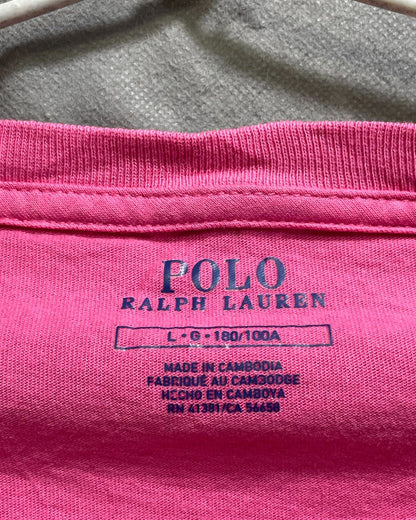 POLO
RALPH LAUREN
L - G - 180/100A
MADE IN CAMBODIA
FABRIQUÉ AU CAMBODGE
HECHO EN CAMBOYA
RN 41381/CA 56658